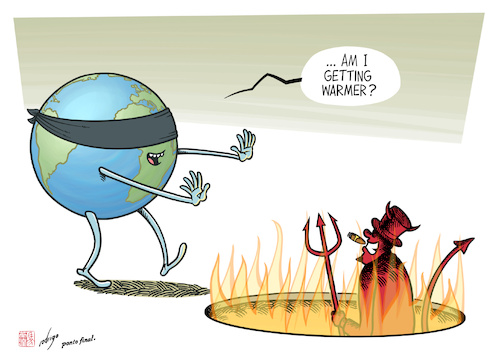 ... AM I
GETTING
WARMER?
rodrigo
ponto final.